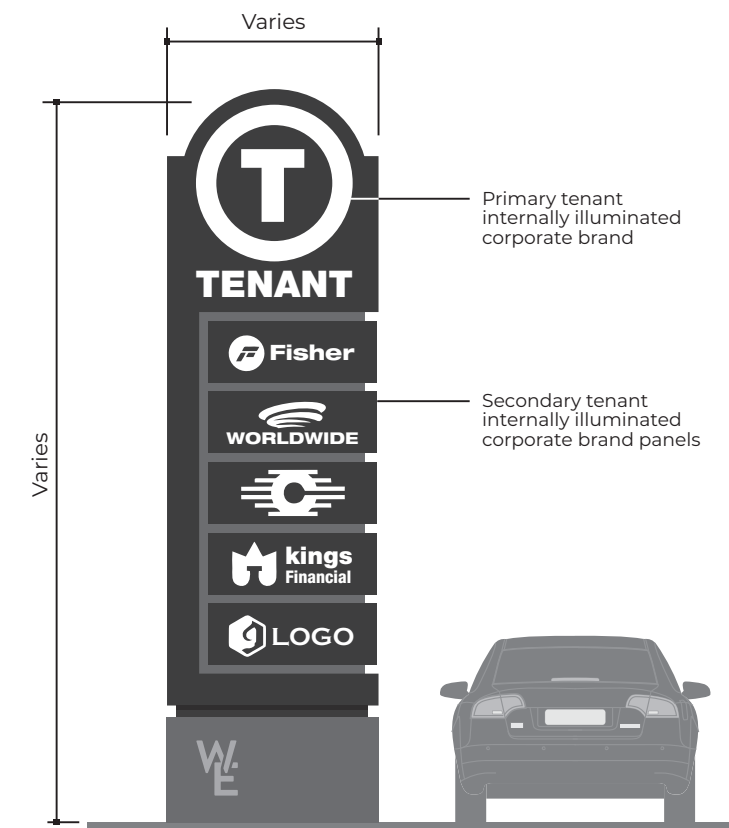 Varies
T
TENANT
Primary tenant
internally illuminated
corporate brand
F Fisher
Secondary tenant
internally illuminated
corporate brand panels
WORLDWIDE
C
kings
Financial
LOGO
Varies
WE